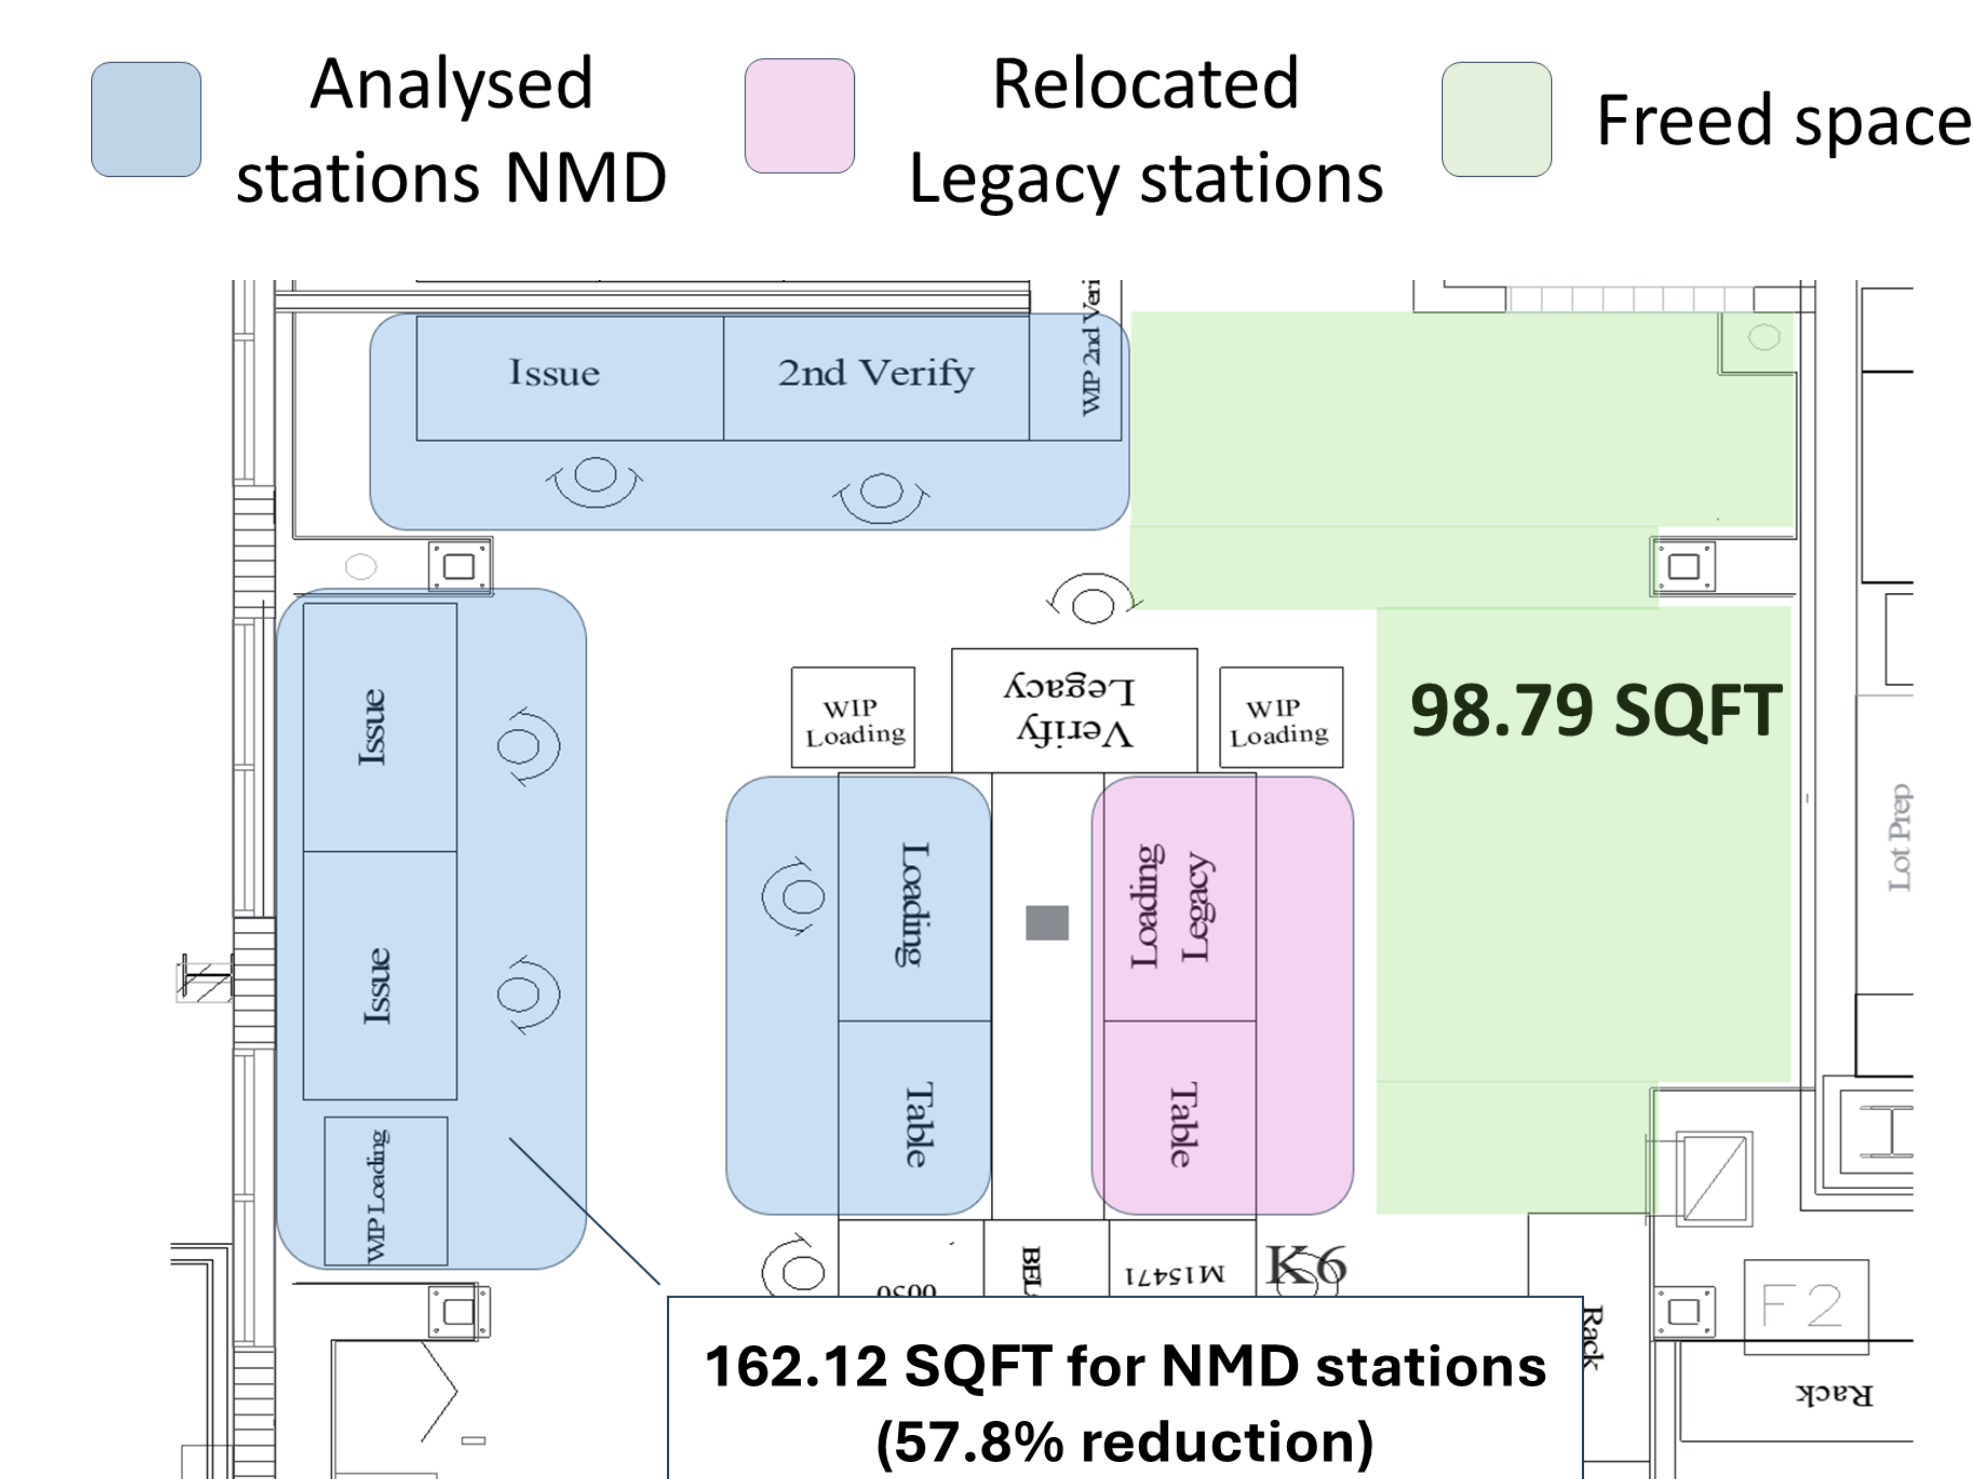 Analysed
stations NMD
Relocated
Legacy stations
Freed space
Issue
2nd Verify
WIP 2nd Veri
Issue
Issue
WIP Loading
WIP
Loading
Verify
Legacy
WIP
Loading
98.79 SQFT
Loading
Table
Loading
Legacy
Table
Lot Prep
0050
BEL
M15471
K6
Rack
F2
Rack
162.12 SQFT for NMD stations
(57.8% reduction)